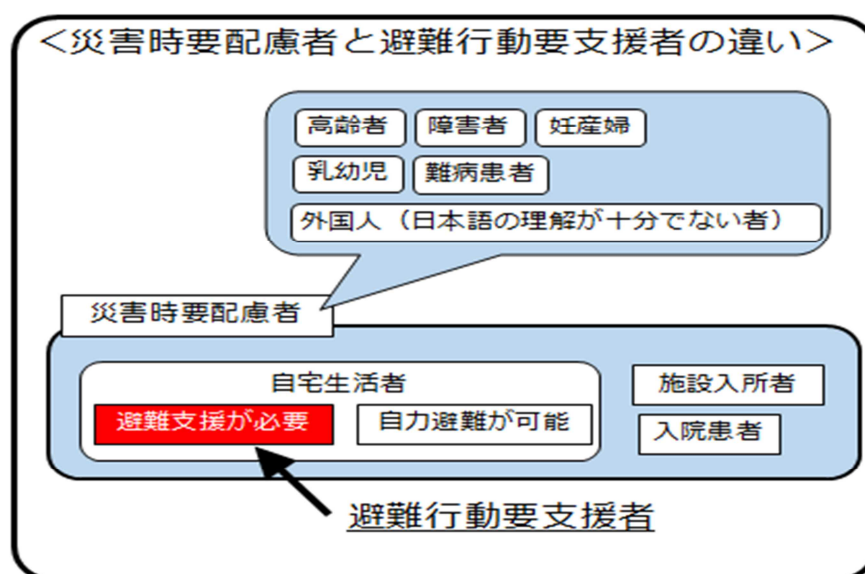 ＜災害時要配慮者と避難行動要支援者の違い＞
高齢者 障害者 妊産婦
乳幼児 難病患者
外国人（日本語の理解が十分でない者）
災害時要配慮者
自宅生活者 施設入所者
避難支援が必要 自力避難が可能 入院患者
避難行動要支援者